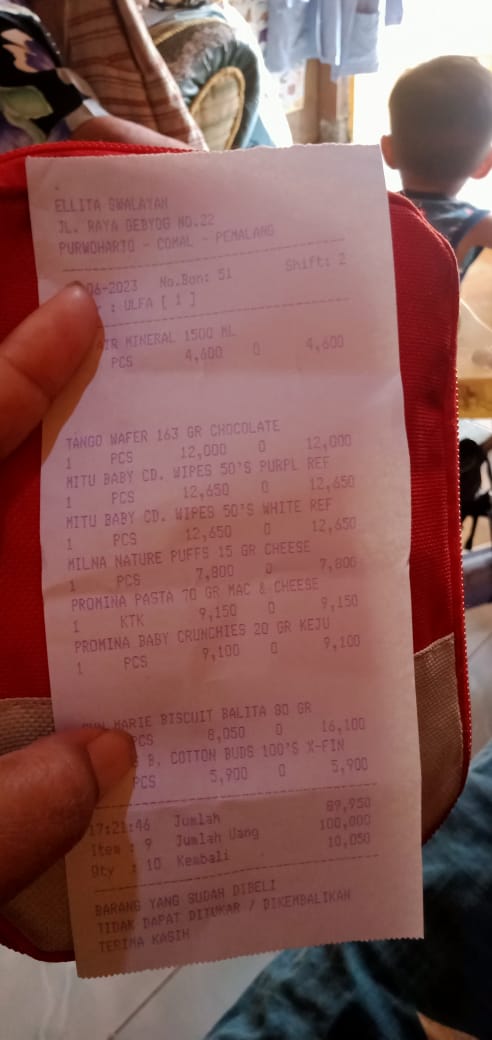 ELLITA SWALAYAN
JL. RAYA GEBYOG NO.22
PURWOHARJO - COMAL - PEMALANG
06-2023 No.Bon: 51 Shift: 2
: ULFA [ 1 ]
AIR MINERAL 1500 ML
PCS 4,600 0 4,600
TANGO WAFER 163 GR CHOCOLATE
1 PCS 12,000 0 12,000
MITU BABY CD. WIPES 50'S PURPL REF
1 PCS 12,650 0 12,650
MITU BABY CD. WIPES 50'S WHITE REF
1 PCS 12,650 0 12,650
MILNA NATURE PUFFS 15 GR CHEESE
1 PCS 7,800 0 7,800
PROMINA PASTA 70 GR MAC & CHEESE
1 KTK 9,150 0 9,150
PROMINA BABY CRUNCHIES 20 GR KEJU
1 PCS 9,100 0 9,100
MARIE BISCUIT BALITA 80 GR
PCS 8,050 0 16,100
B. COTTON BUDS 100'S X-FIN
PCS 5,900 0 5,900
17:21:46 Jumlah 89,950
Item : 9 Jumlah Uang 100,000
Qty : 10 Kembali 10,050
BARANG YANG SUDAH DIBELI
TIDAK DAPAT DITUKAR / DIKEMBALIKAN
TERIMA KASIH